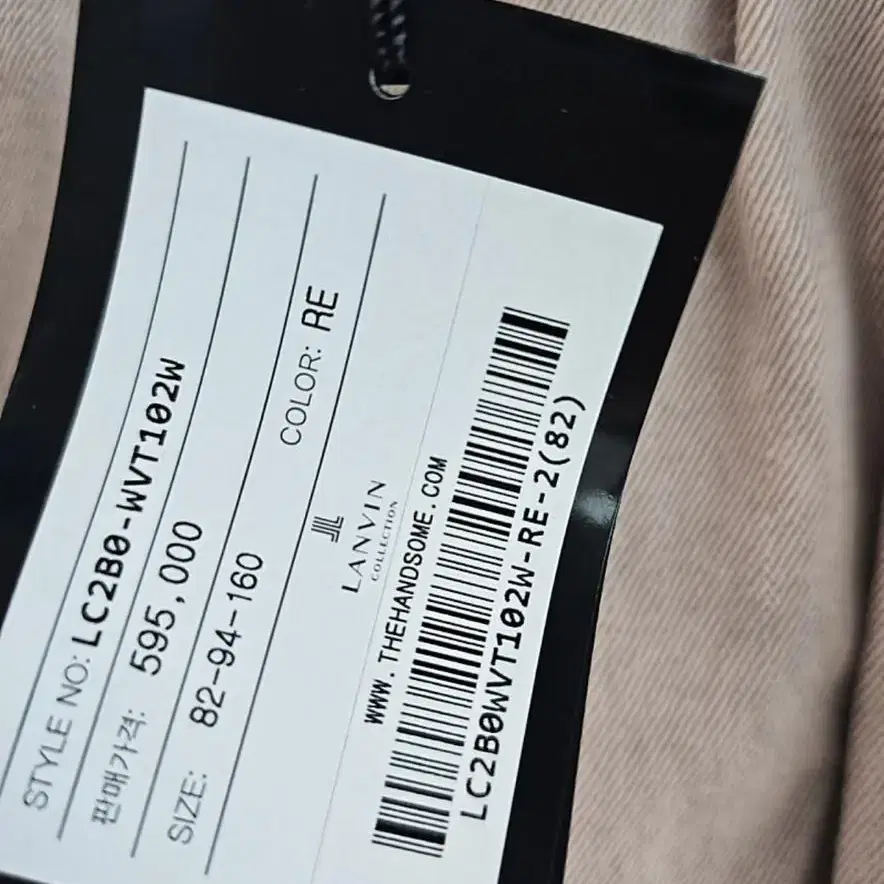 STYLE NO: LC2B0-WVT102W
판매가격: 595,000
SIZE: 82-94-160 COLOR: RE
LANVIN
COLLECTION
WWW.THEHANDSOME.COM
LC2B0WVT102W-RE-2(82)